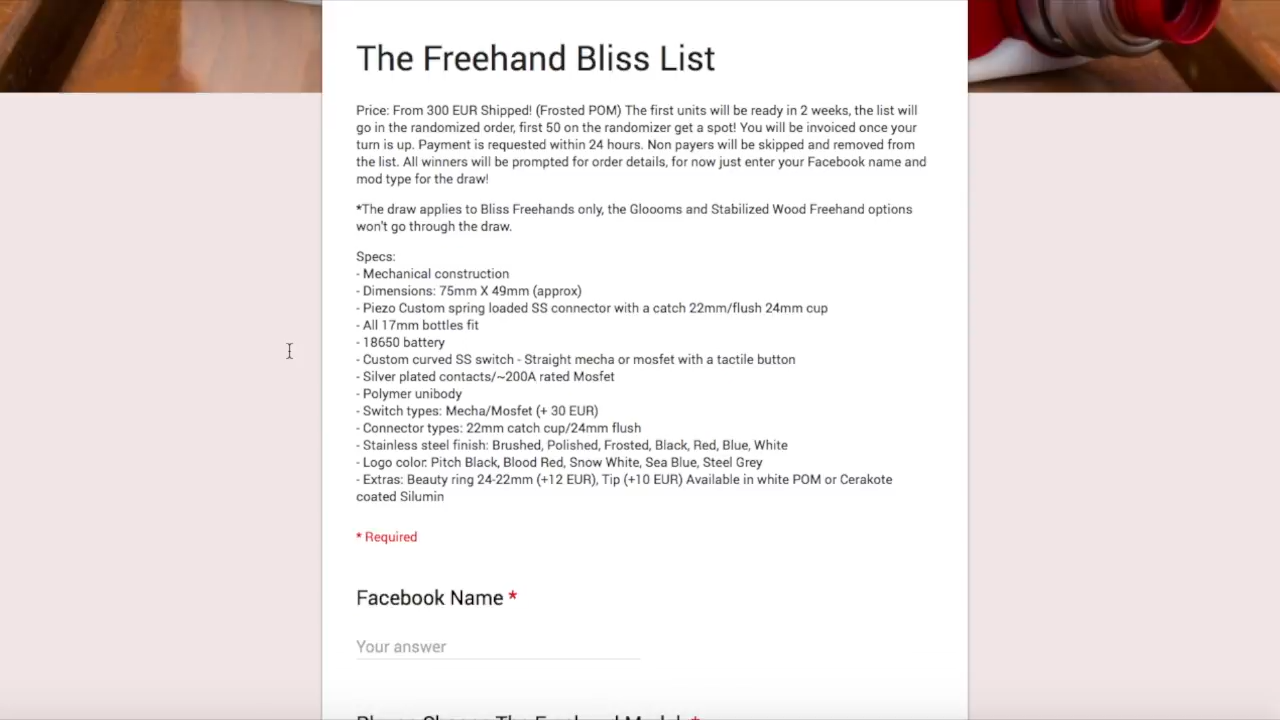 The Freehand Bliss List
Price: From 300 EUR Shipped! (Frosted POM) The first units will be ready in 2 weeks, the list will
go in the randomized order, first 50 on the randomizer get a spot! You will be invoiced once your
turn is up. Payment is requested within 24 hours. Non payers will be skipped and removed from
the list. All winners will be prompted for order details, for now just enter your Facebook name and
mod type for the draw!
*The draw applies to Bliss Freehands only, the Gloooms and Stabilized Wood Freehand options
won't go through the draw.
Specs:
- Mechanical construction
- Dimensions: 75mm X 49mm (approx)
- Piezo Custom spring loaded SS connector with a catch 22mm/flush 24mm cup
- All 17mm bottles fit
- 18650 battery
- Custom curved SS switch - Straight mecha or mosfet with a tactile button
- Silver plated contacts/~200A rated Mosfet
- Polymer unibody
- Switch types: Mecha/Mosfet (+ 30 EUR)
- Connector types: 22mm catch cup/24mm flush
- Stainless steel finish: Brushed, Polished, Frosted, Black, Red, Blue, White
- Logo color: Pitch Black, Blood Red, Snow White, Sea Blue, Steel Grey
- Extras: Beauty ring 24-22mm (+12 EUR), Tip (+10 EUR) Available in white POM or Cerakote
coated Silumin
* Required
Facebook Name *
Your answer